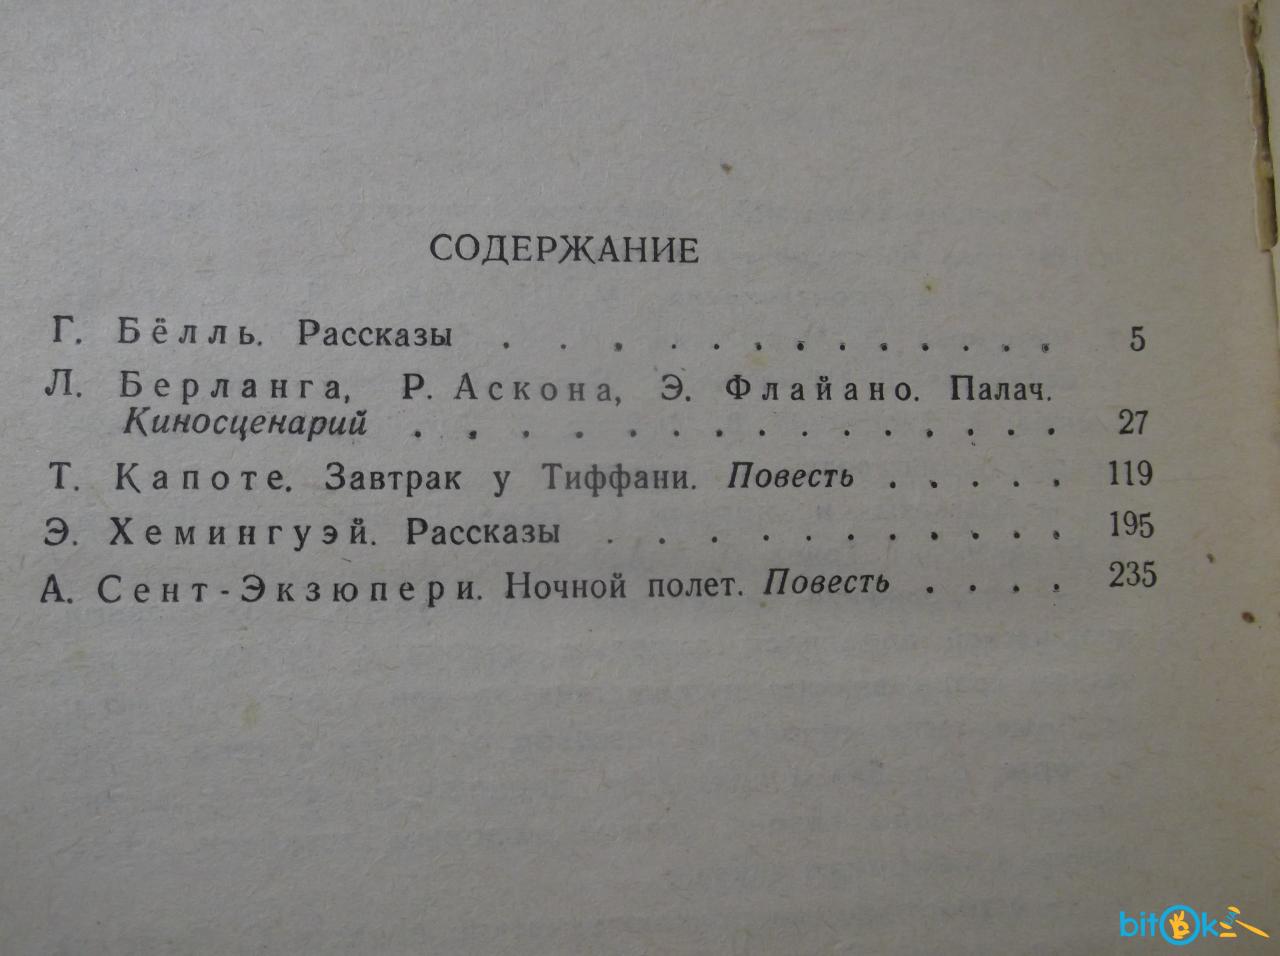 СОДЕРЖАНИЕ
Г. Бёлль. Рассказы . . . . . . . . . . . . . 5
Л. Берланга, Р. Аскона, Э. Флайано. Палач.
Киносценарий . . . . . . . . . . . . . 27
Т. Капоте. Завтрак у Тиффани. Повесть . . . . . 119
Э. Хемингуэй. Рассказы . . . . . . . . . . . 195
А. Сент-Экзюпери. Ночной полет. Повесть . . . . 235
bitOk